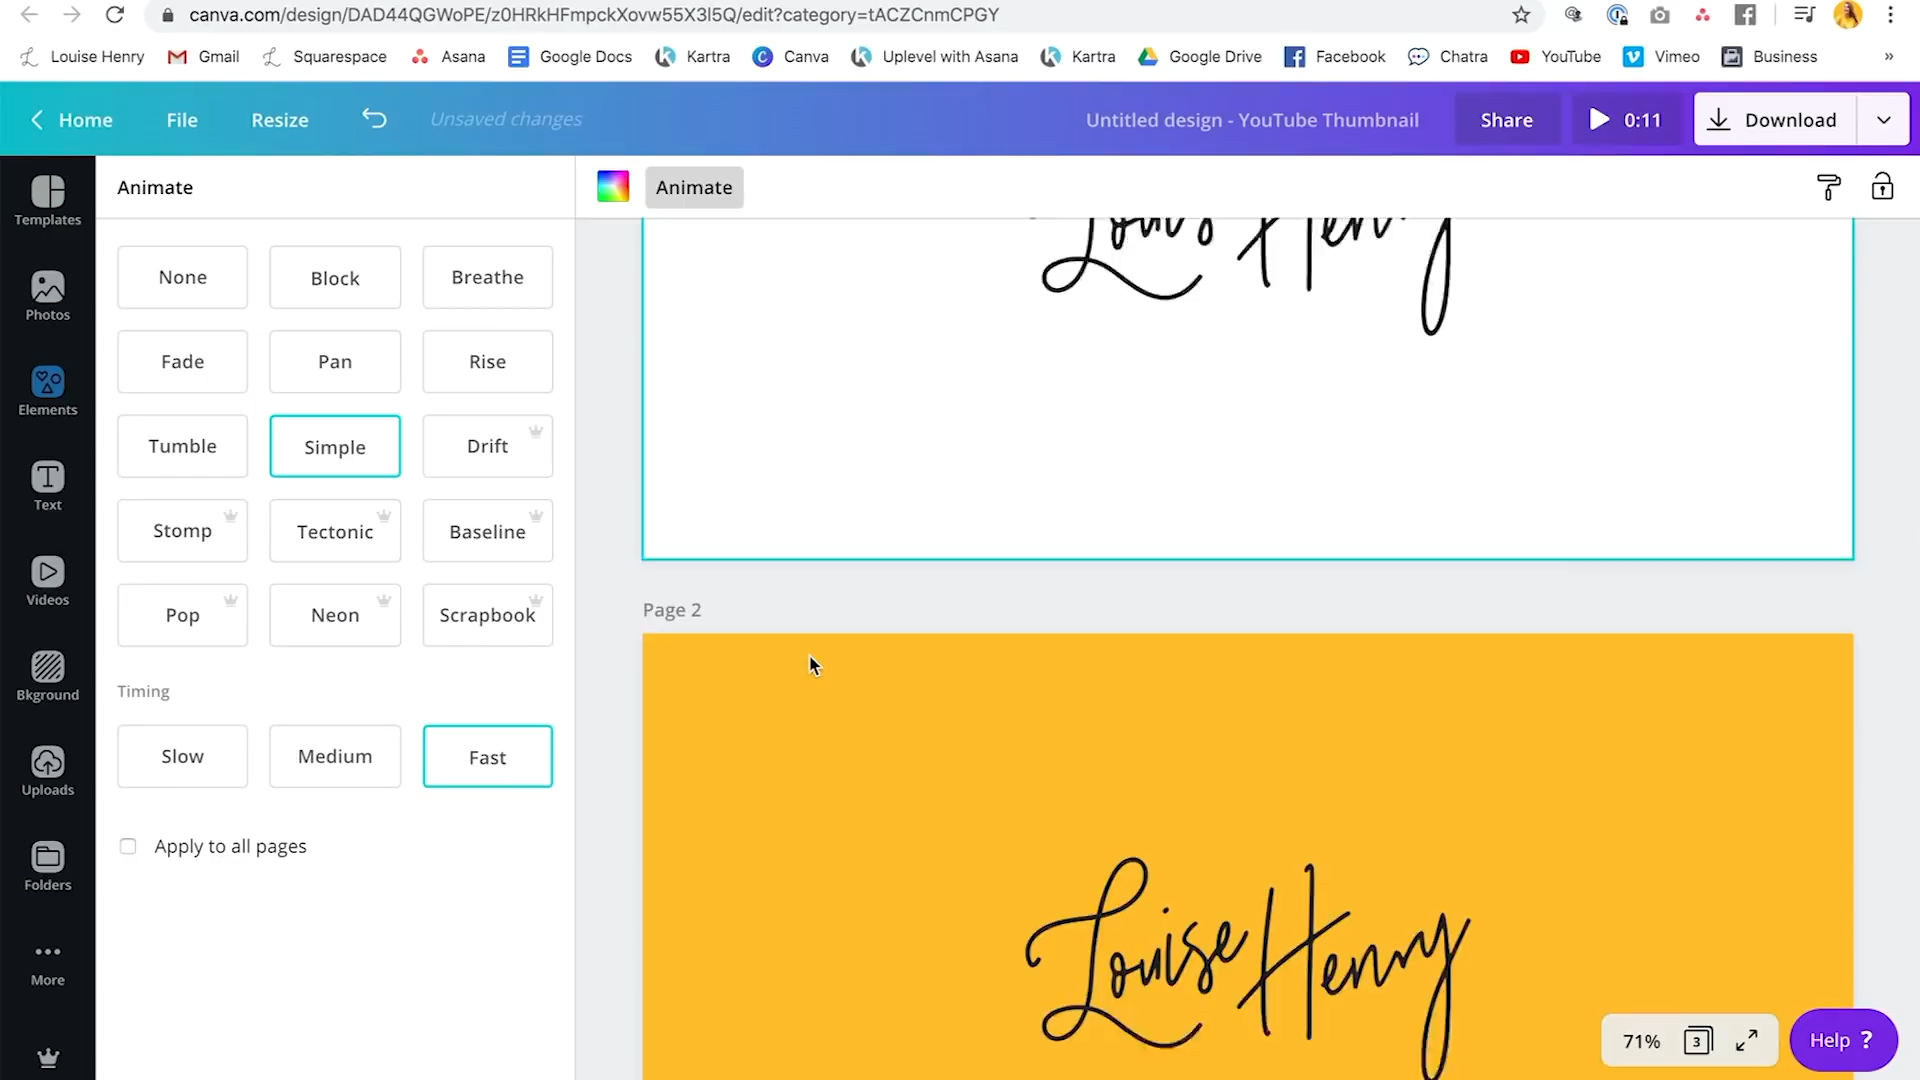 canva.com/design/DAD44QGWoPE/z0HRkHFmpckXovw55X3l5Q/edit?category=tACZCnmCPGY
Louise Henry Gmail Squarespace Asana Google Docs Kartra Canva Uplevel with Asana Kartra Google Drive Facebook Chatra YouTube Vimeo Business »
Home File Resize Unsaved changes Untitled design - YouTube Thumbnail Share 0:11 Download
Animate
Animate
Templates
Photos
Elements
Text
Videos
Bkground
Uploads
Folders
More
None Block Breathe
Fade Pan Rise
Tumble Simple Drift
Stomp Tectonic Baseline
Pop Neon Scrapbook
Timing
Slow Medium Fast
Apply to all pages
Louise Henry
Page 2
Louise Henry
71% 3
Help ?